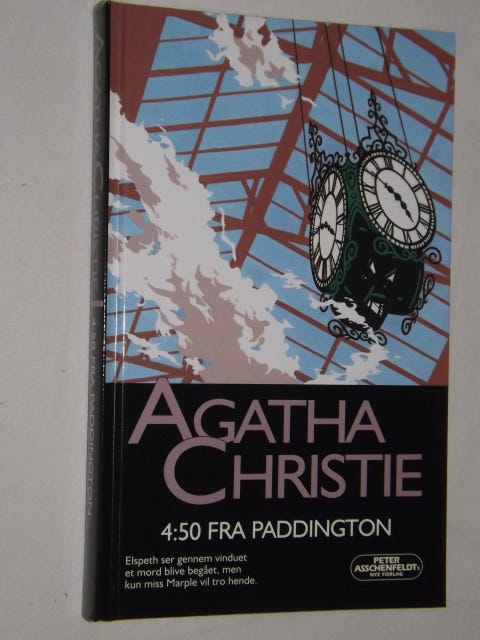 AGATHA CHRISTIE 4:50 FRA PADDINGTON
AGATHA
CHRISTIE
4:50 FRA PADDINGTON
Elspeth ser gennem vinduet
et mord blive begået, men
kun miss Marple vil tro hende.
PETER
ASSCHENFELDTs
NYE FORLAG